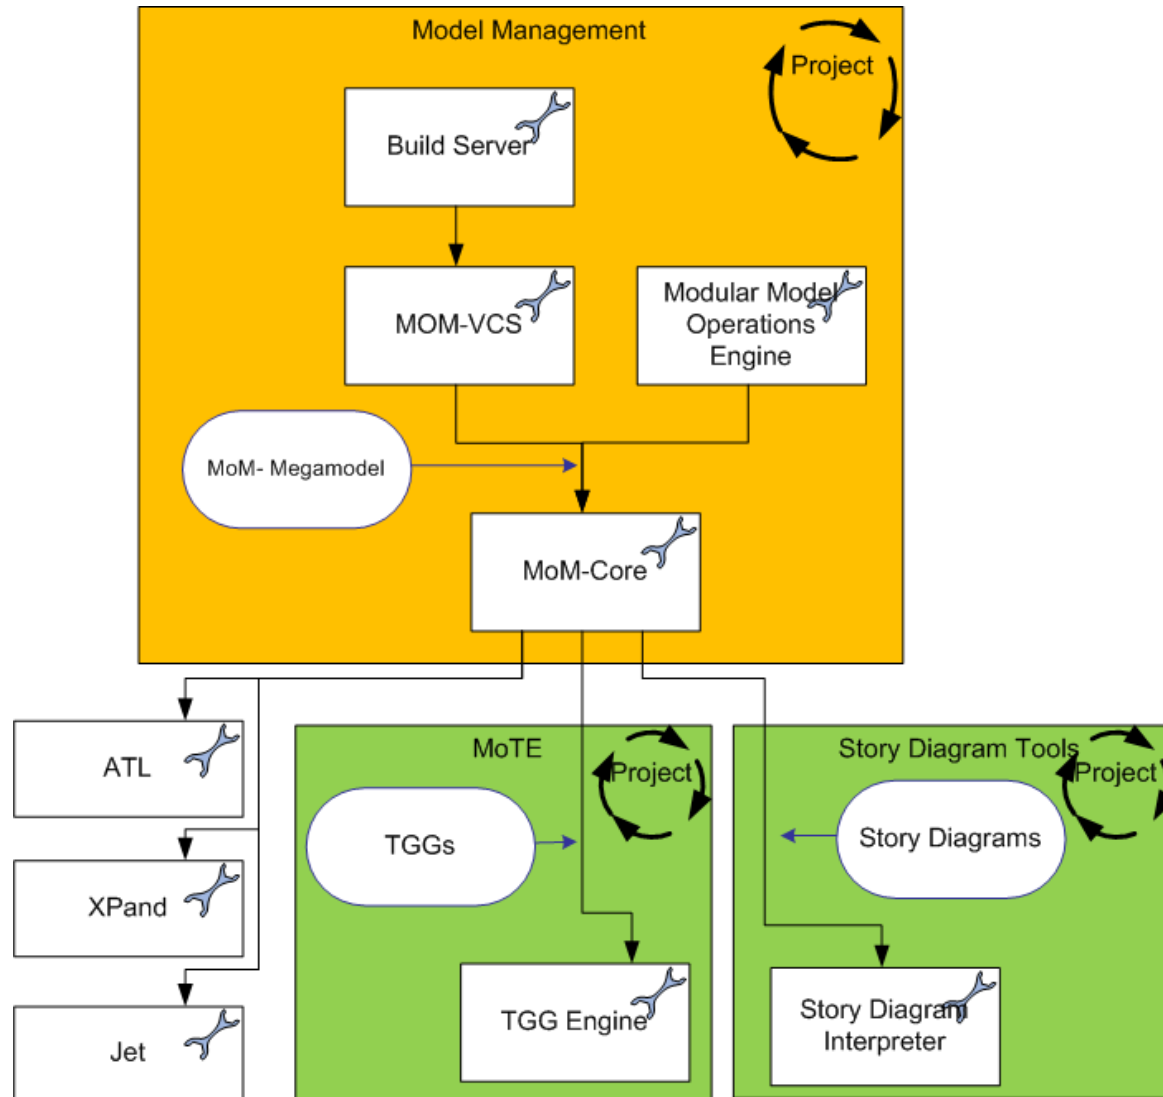 Model Management
Project
Build Server
MOM-VCS
Modular Model
Operations
Engine
MoM- Megamodel
MoM-Core
ATL
XPand
Jet
MoTE
Project
TGGs
TGG Engine
Story Diagram Tools
Project
Story Diagrams
Story Diagram
Interpreter